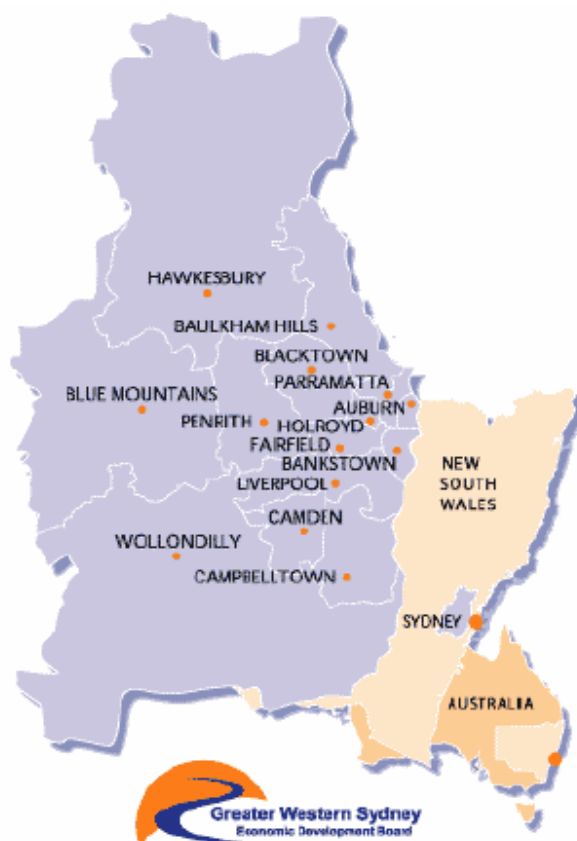 HAWKESBURY
BAULKHAM HILLS
BLACKTOWN
PARRAMATTA
BLUE MOUNTAINS
AUBURN
PENRITH
HOLROYD
FAIRFIELD
BANKSTOWN
LIVERPOOL
CAMDEN
WOLLONDILLY
CAMPBELLTOWN
NEW
SOUTH
WALES
SYDNEY
AUSTRALIA
Greater Western Sydney
Economic Development Board